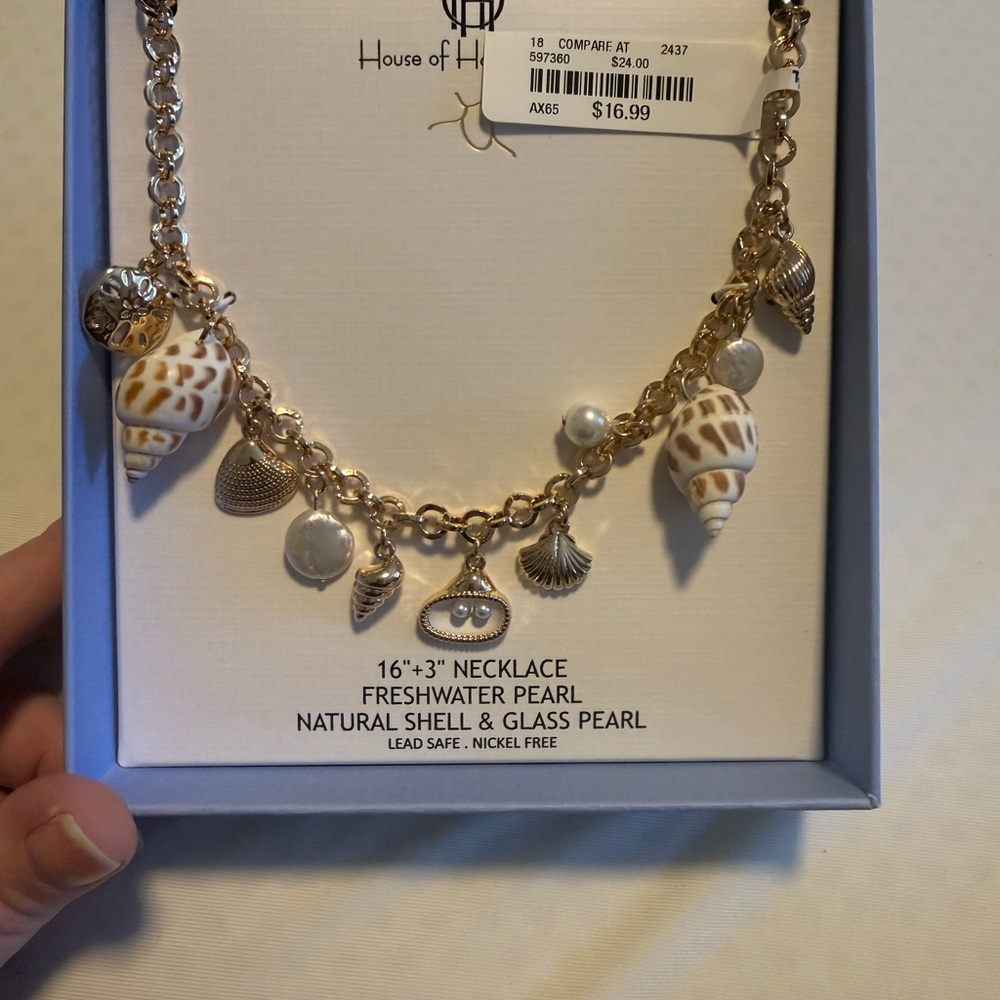 House of
18 COMPARE AT 2437
597360 $24.00
AX65 $16.99
16"+3" NECKLACE
FRESHWATER PEARL
NATURAL SHELL & GLASS PEARL
LEAD SAFE . NICKEL FREE